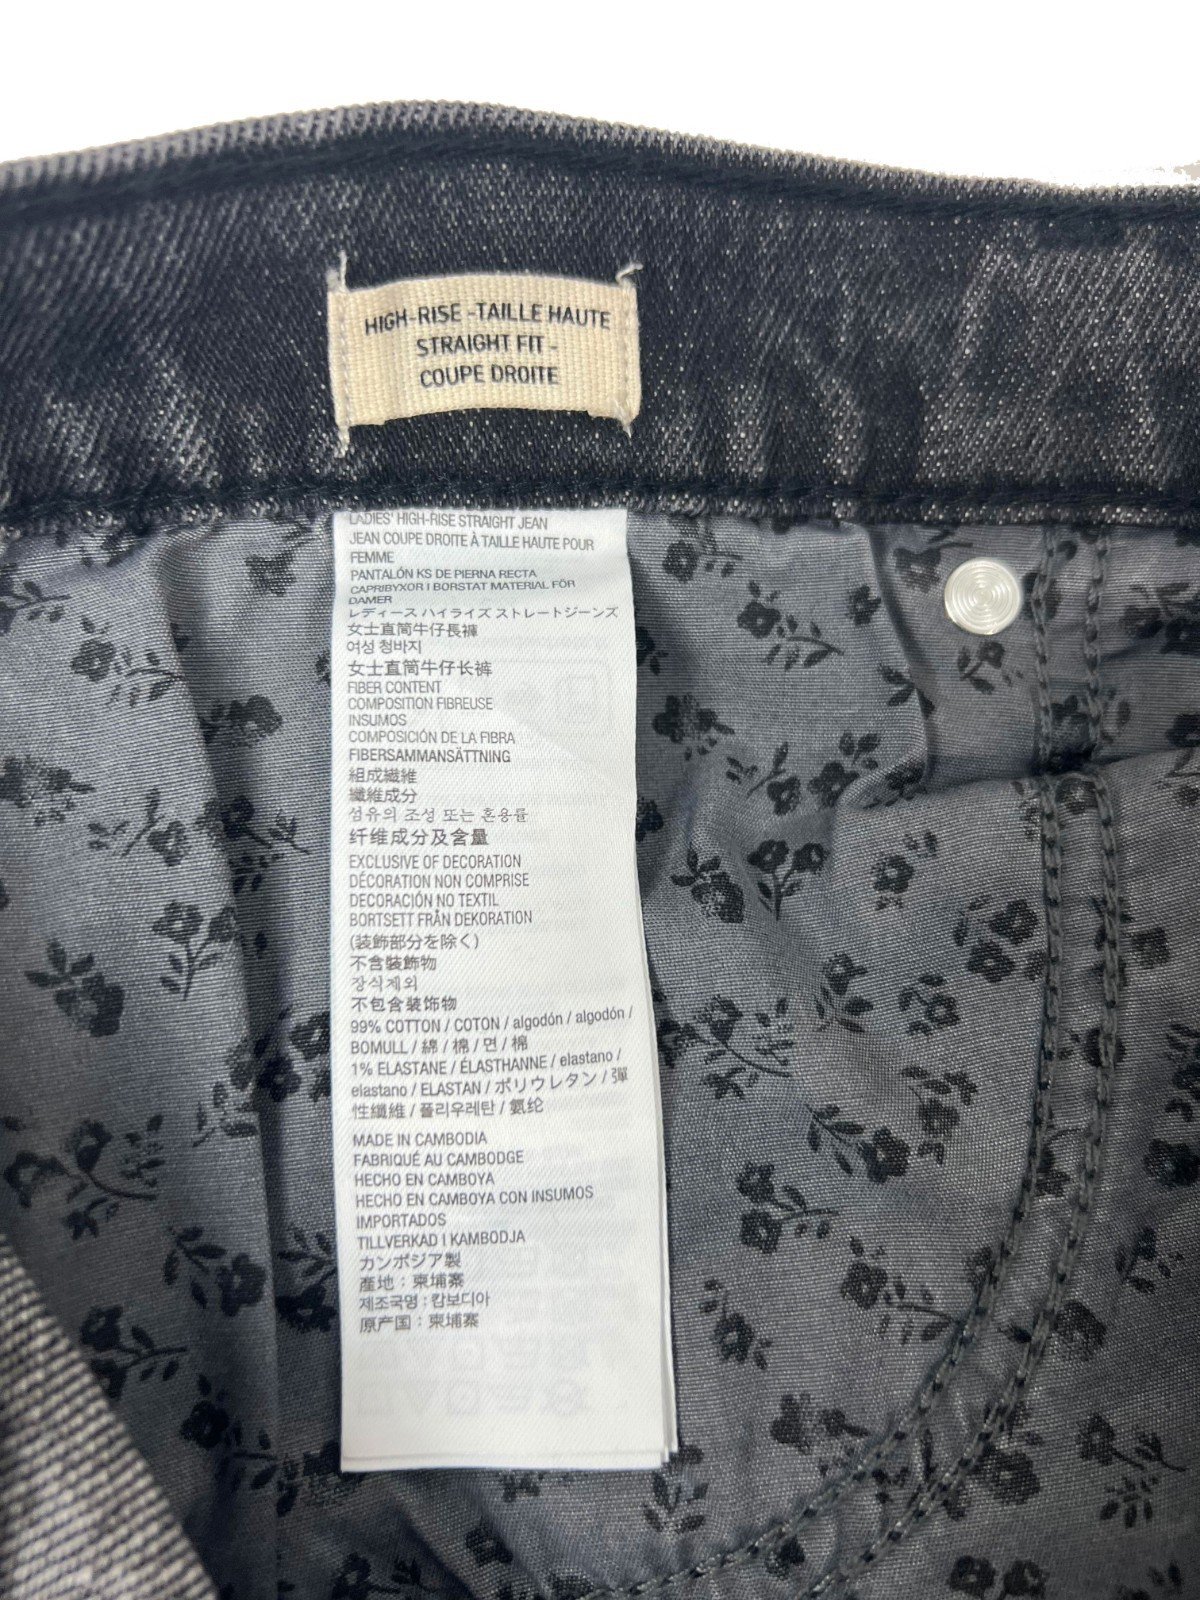 HIGH-RISE -TAILLE HAUTE
STRAIGHT FIT -
COUPE DROITE
LADIES' HIGH-RISE STRAIGHT JEAN
JEAN COUPE DROITE À TAILLE HAUTE POUR
FEMME
PANTALÓN KS DE PIERNA RECTA
CAPRIBYXOR I BORSTAT MATERIAL FÖR
DAMER
レディース ハイライズ ストレートジーンズ
女士直筒牛仔長褲
여성 청바지
女士直筒牛仔长裤
FIBER CONTENT
COMPOSITION FIBREUSE
INSUMOS
COMPOSICIÓN DE LA FIBRA
FIBERSAMMANSÄTTNING
組成繊維
纖維成分
섬유의 조성 또는 혼용률
纤维成分及含量
EXCLUSIVE OF DECORATION
DÉCORATION NON COMPRISE
DECORACIÓN NO TEXTIL
BORTSETT FRÅN DEKORATION
(装飾部分を除く)
不含裝飾物
장식제외
不包含装饰物
99% COTTON / COTON / algodón / algodón /
BOMULL / 綿 / 棉 / 면 / 棉
1% ELASTANE / ÉLASTHANNE / elastano /
elastano / ELASTAN / ポリウレタン / 彈
性纖維 / 폴리우레탄 / 氨纶
MADE IN CAMBODIA
FABRIQUÉ AU CAMBODGE
HECHO EN CAMBOYA
HECHO EN CAMBOYA CON INSUMOS
IMPORTADOS
TILLVERKAD I KAMBODJA
カンボジア製
產地：柬埔寨
제조국명 : 캄보디아
原产国：柬埔寨